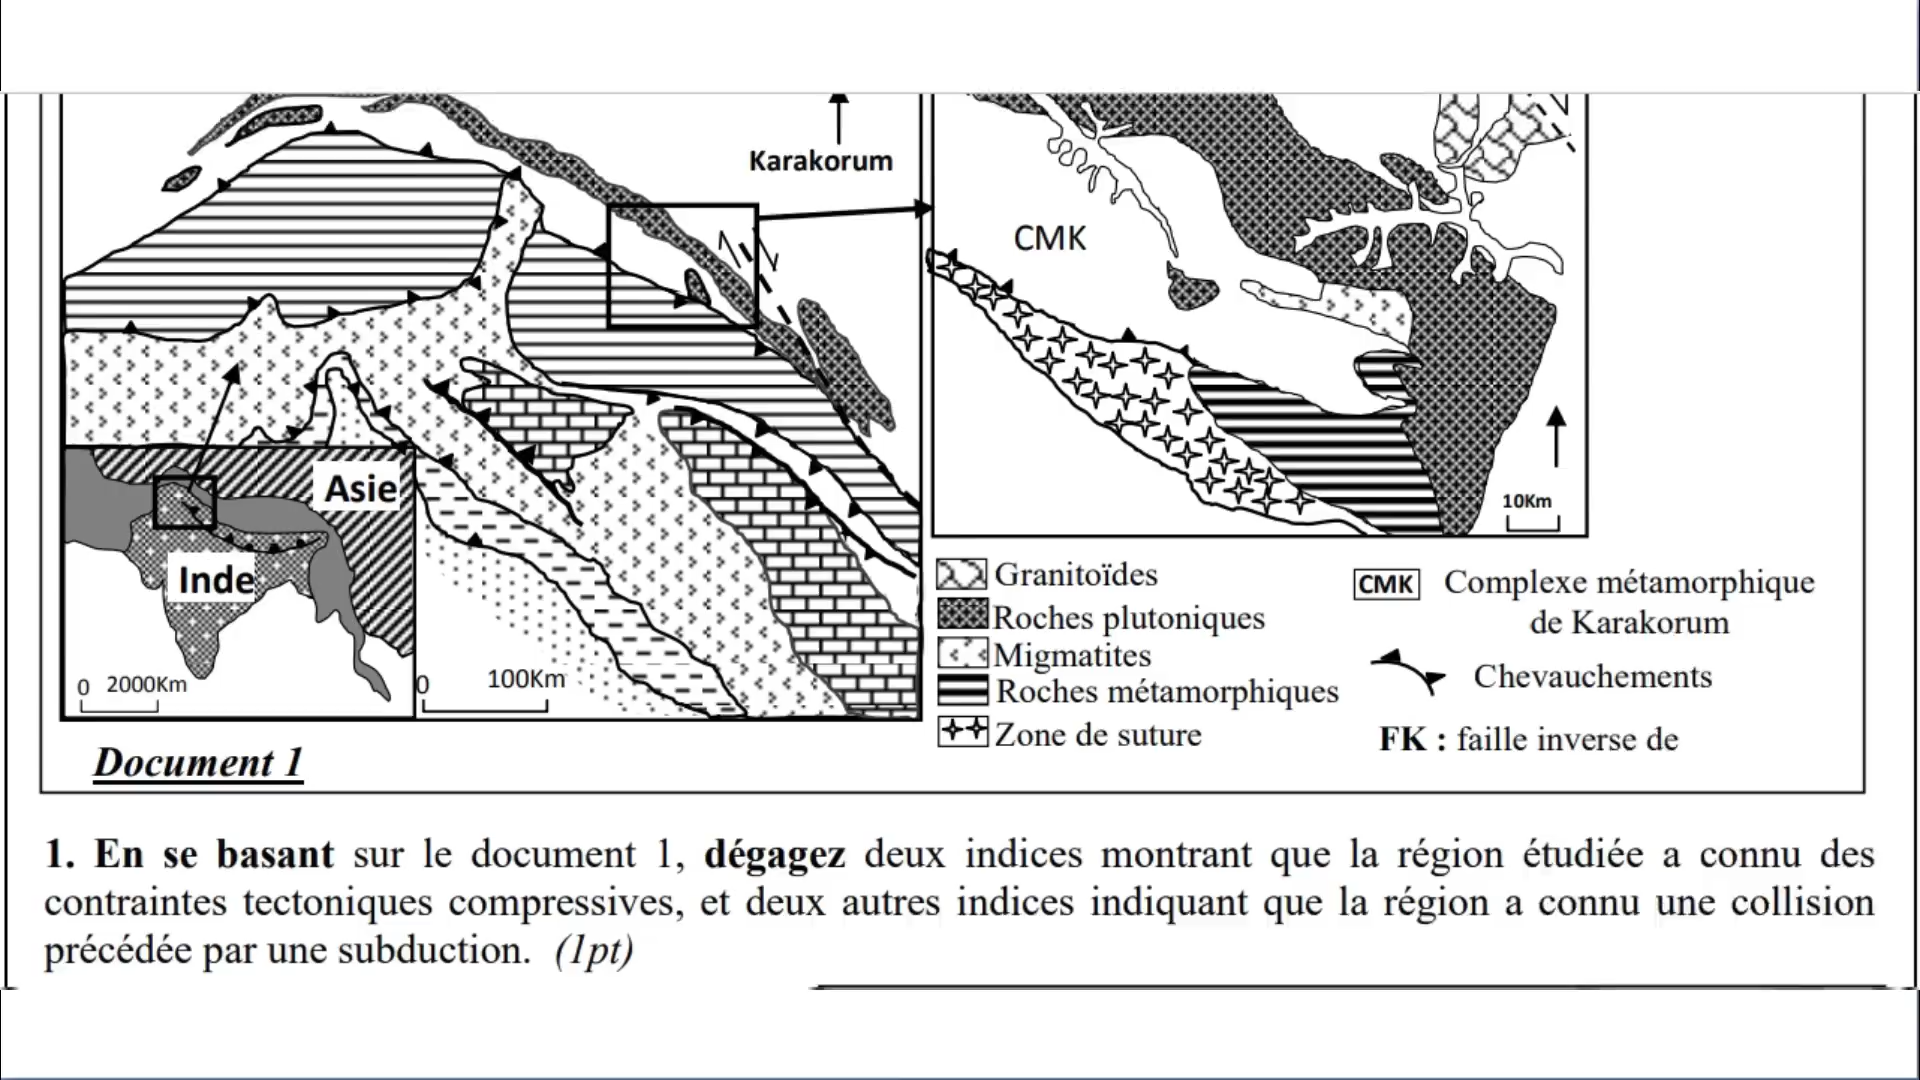 Karakorum
CMK
Asie
Inde
0 2000Km
0 100Km
10Km
Granitoïdes
Roches plutoniques
Migmatites
Roches métamorphiques
Zone de suture
CMK Complexe métamorphique
de Karakorum
Chevauchements
FK : faille inverse de
Document 1
1. En se basant sur le document 1, dégagez deux indices montrant que la région étudiée a connu des
contraintes tectoniques compressives, et deux autres indices indiquant que la région a connu une collision
précédée par une subduction. (1pt)